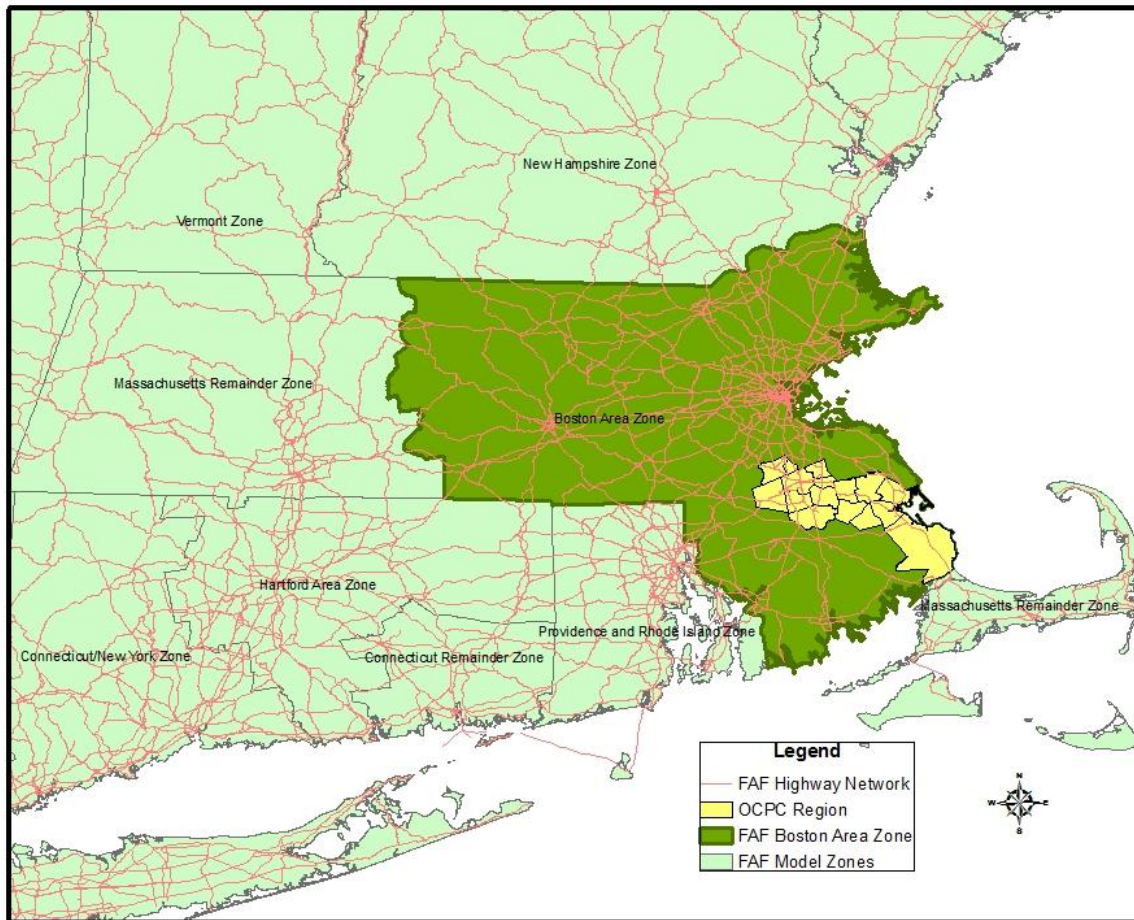 New Hampshire Zone
Vermont Zone
Massachusetts Remainder Zone
Boston Area Zone
Hartford Area Zone
Massachusetts Remainder Zone
Providence and Rhode Island Zone
Connecticut/New York Zone
Connecticut Remainder Zone
Legend
FAF Highway Network
OCPC Region
FAF Boston Area Zone
FAF Model Zones
N
W
E
S